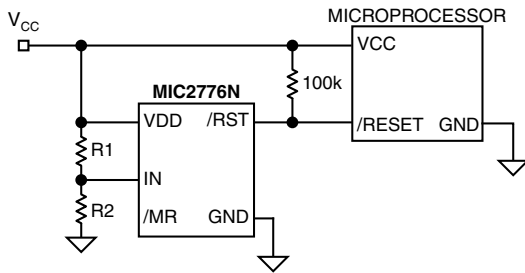 MICROPROCESSOR
VCC
VCC
100k
MIC2776N
VDD /RST
/RESET GND
R1
IN
R2
/MR GND